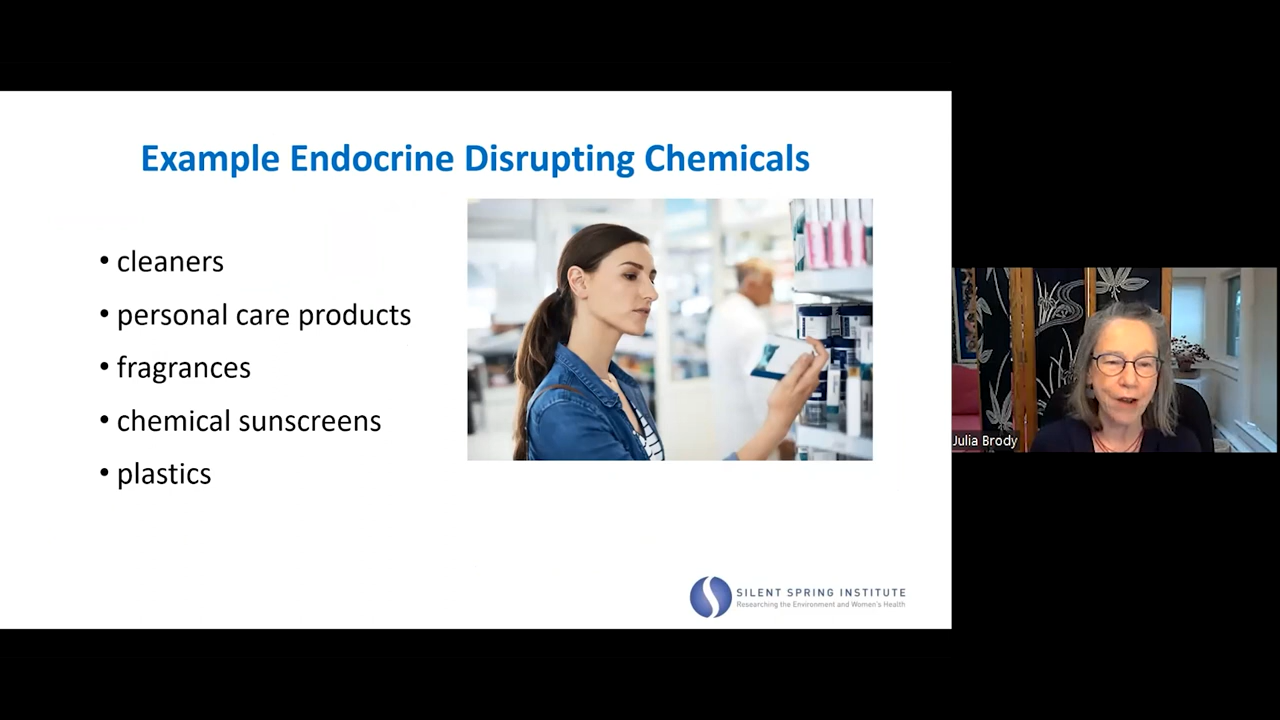 Example Endocrine Disrupting Chemicals
• cleaners
• personal care products
• fragrances
• chemical sunscreens
• plastics
SILENT SPRING INSTITUTE
Researching the Environment and Women's Health
Julia Brody